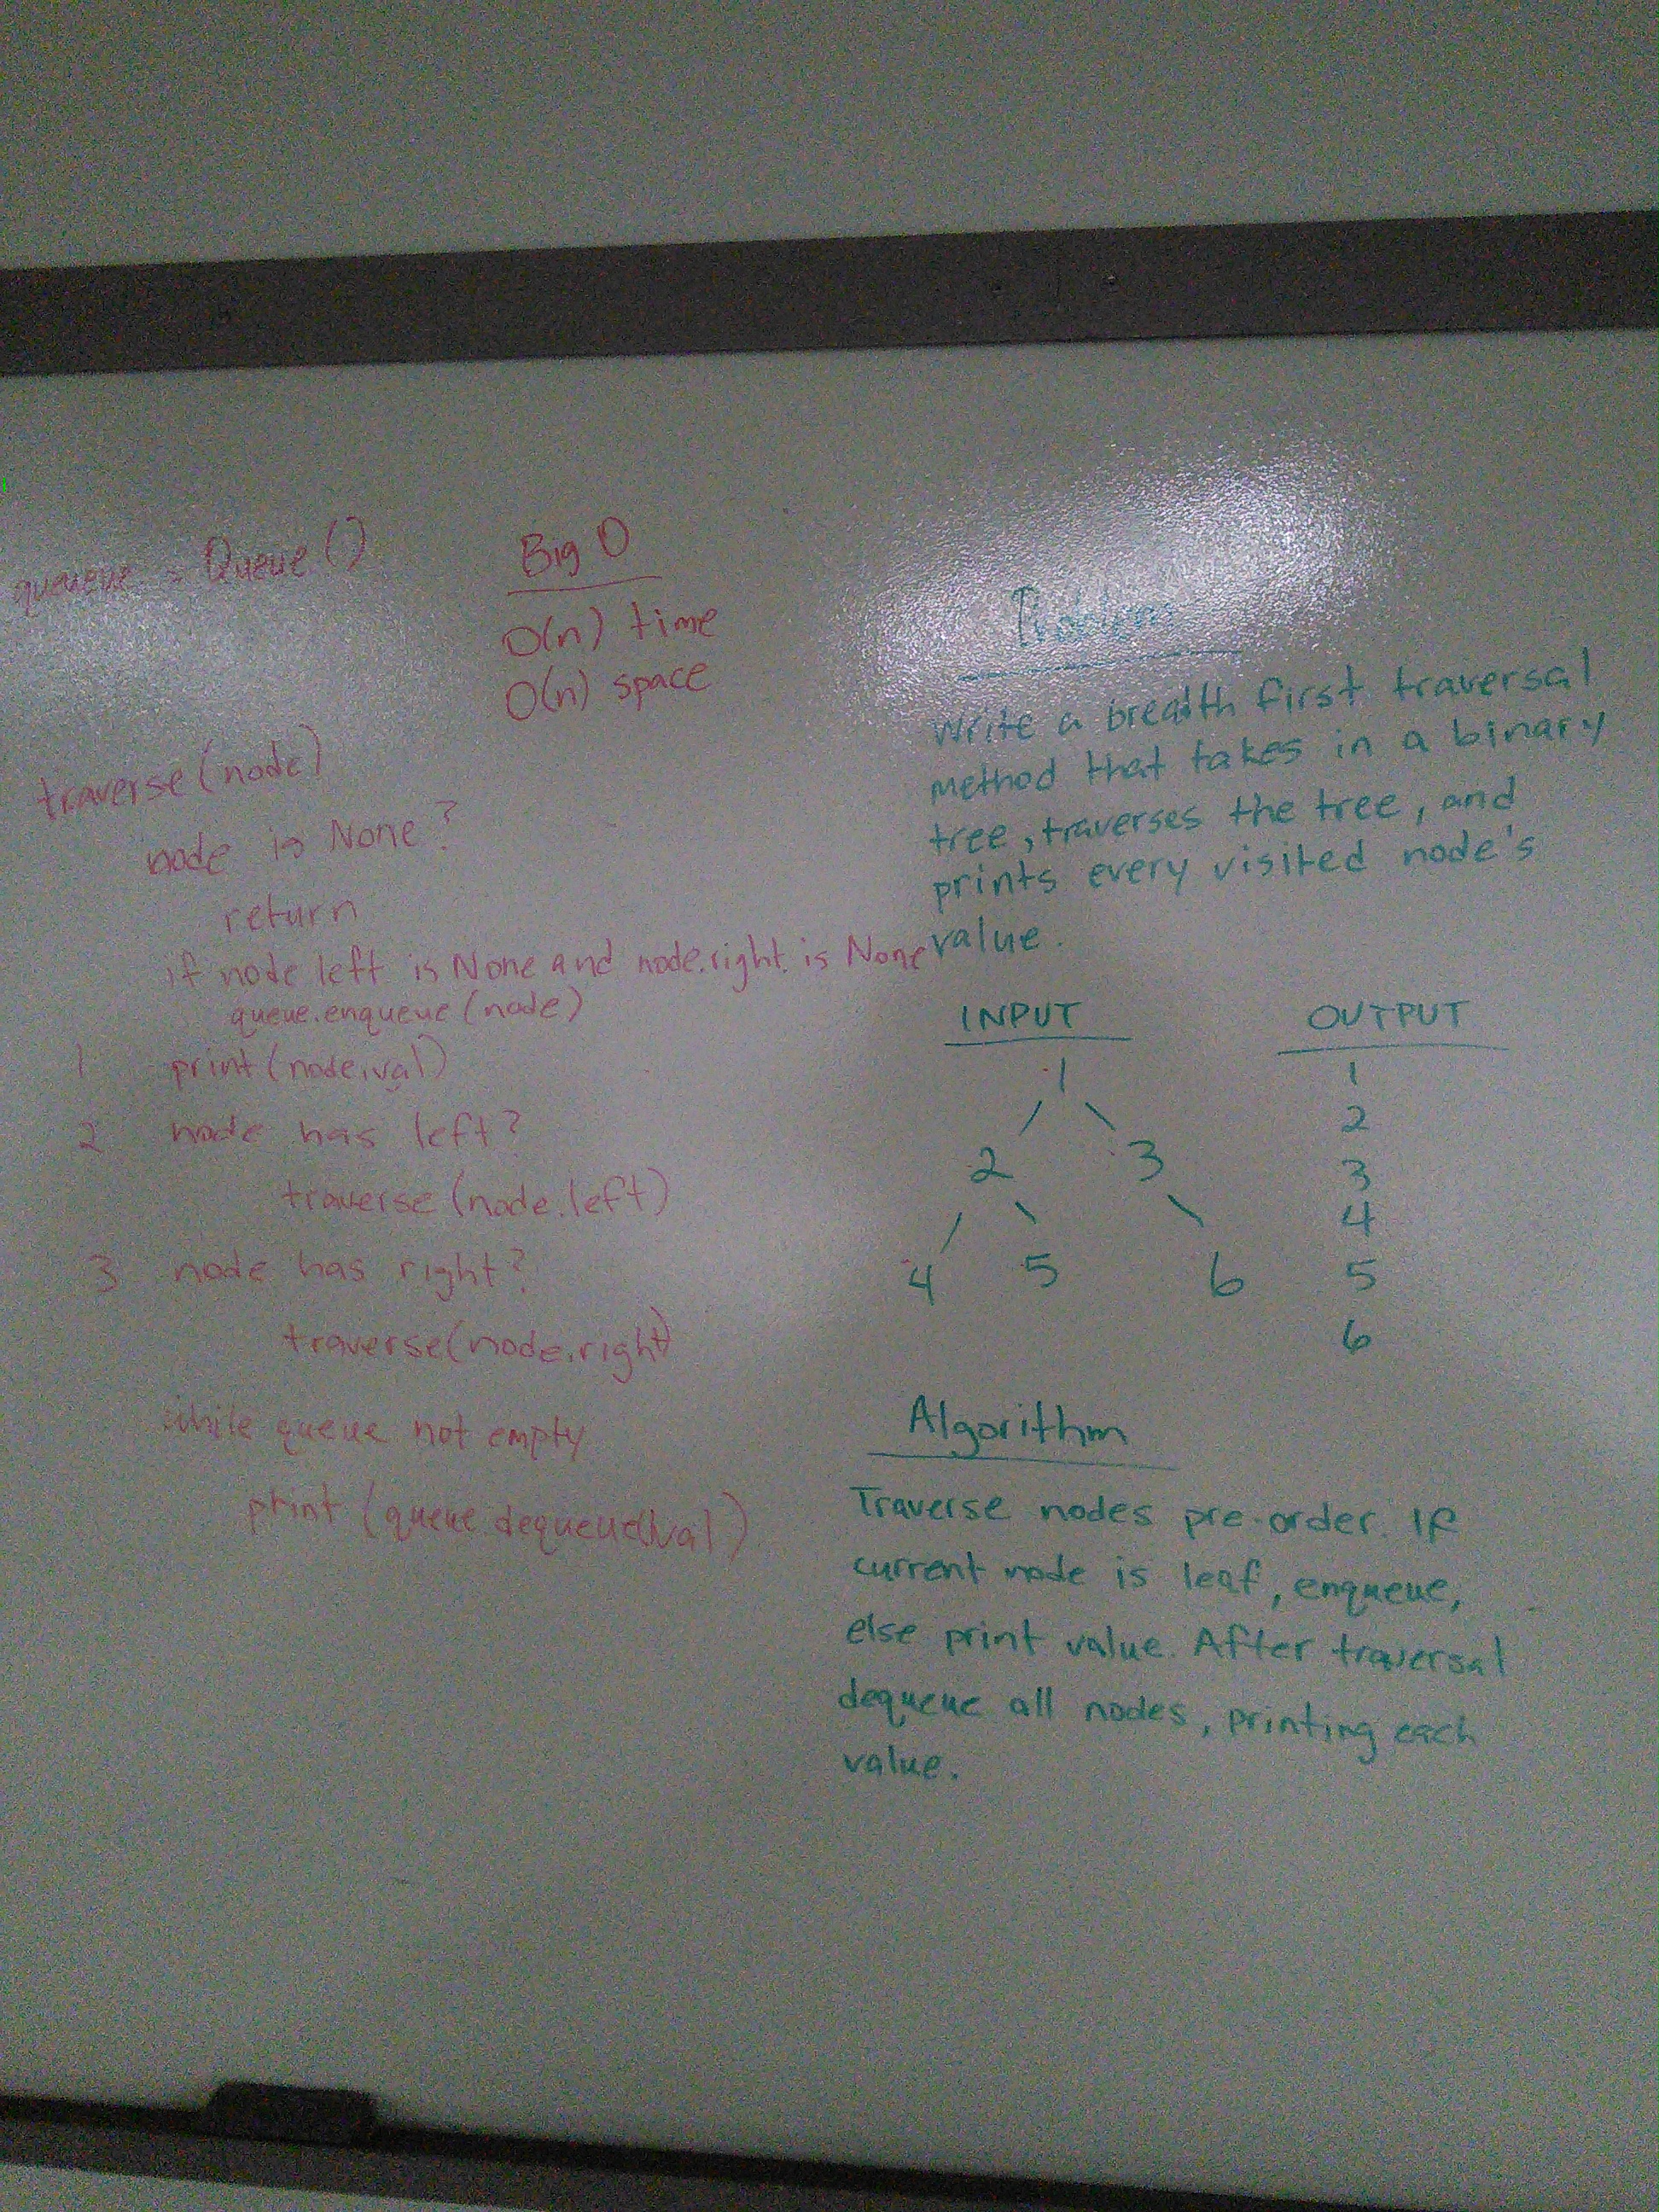 queueue = Queue()
Big O
O(n) time
O(n) space
traverse(node)
node is None?
return
if node left is None and node.right. is None
queue.enqueue(node)
1 print(node.val)
2 node has left?
traverse(node.left)
3 node has right?
traverse(node.right)
while queue not empty
print(queue.dequeue().val)
Problem
Write a breadth first traversal
method that takes in a binary
tree, traverses the tree, and
prints every visited node's
value.
INPUT
1
2 3
4 5 6
OUTPUT
1
2
3
4
5
6
Algorithm
Traverse nodes pre-order. If
current node is leaf, enqueue,
else print value. After traversal
dequeue all nodes, printing each
value.